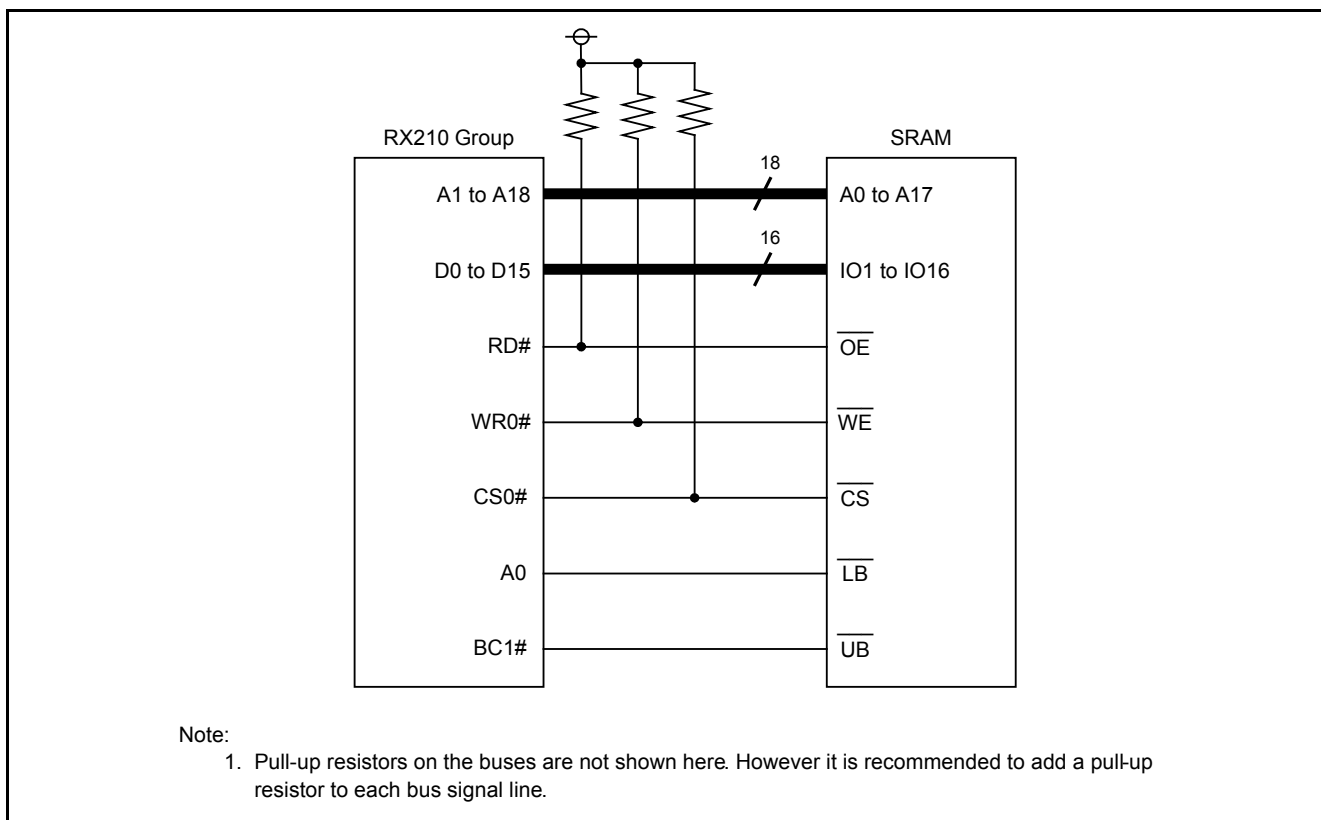 RX210 Group
SRAM
A1 to A18
18
A0 to A17
D0 to D15
16
IO1 to IO16
RD#
OE
WR0#
WE
CS0#
CS
A0
LB
BC1#
UB
Note:
1. Pull-up resistors on the buses are not shown here. However it is recommended to add a pull-up
resistor to each bus signal line.